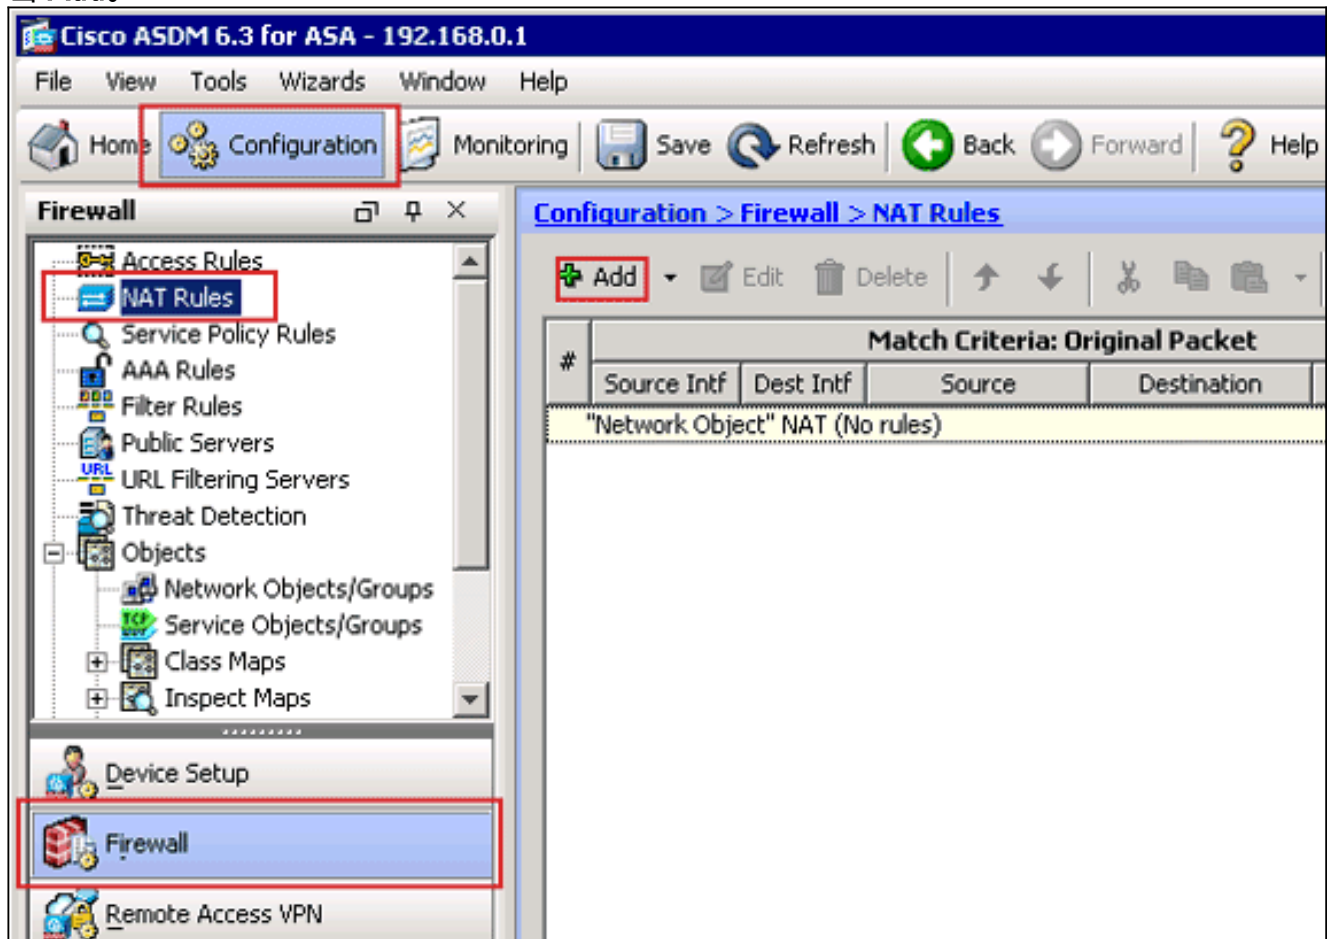 Cisco ASDM 6.3 for ASA - 192.168.0.1
File View Tools Wizards Window Help
Home Configuration Monitoring Save Refresh Back Forward Help
Firewall
Configuration > Firewall > NAT Rules
Access Rules
NAT Rules
Service Policy Rules
AAA Rules
Filter Rules
Public Servers
URL Filtering Servers
Threat Detection
Objects
Network Objects/Groups
Service Objects/Groups
Class Maps
Inspect Maps
Device Setup
Firewall
Remote Access VPN
Add Edit Delete
# Match Criteria: Original Packet
Source Intf Dest Intf Source Destination
"Network Object" NAT (No rules)